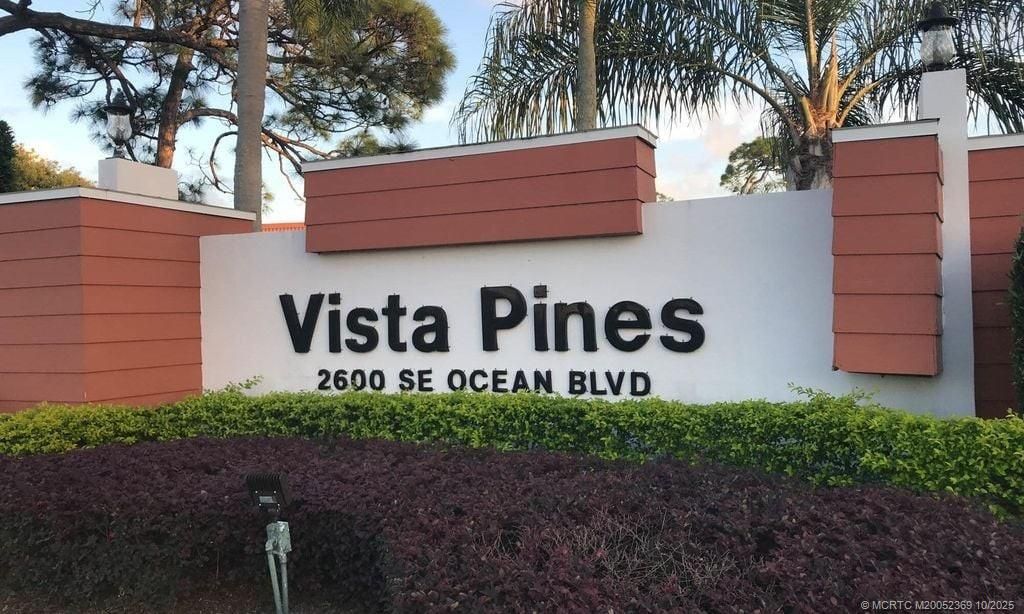 Vista Pines
2600 SE OCEAN BLVD
© MCRTC M20052369 10/2025